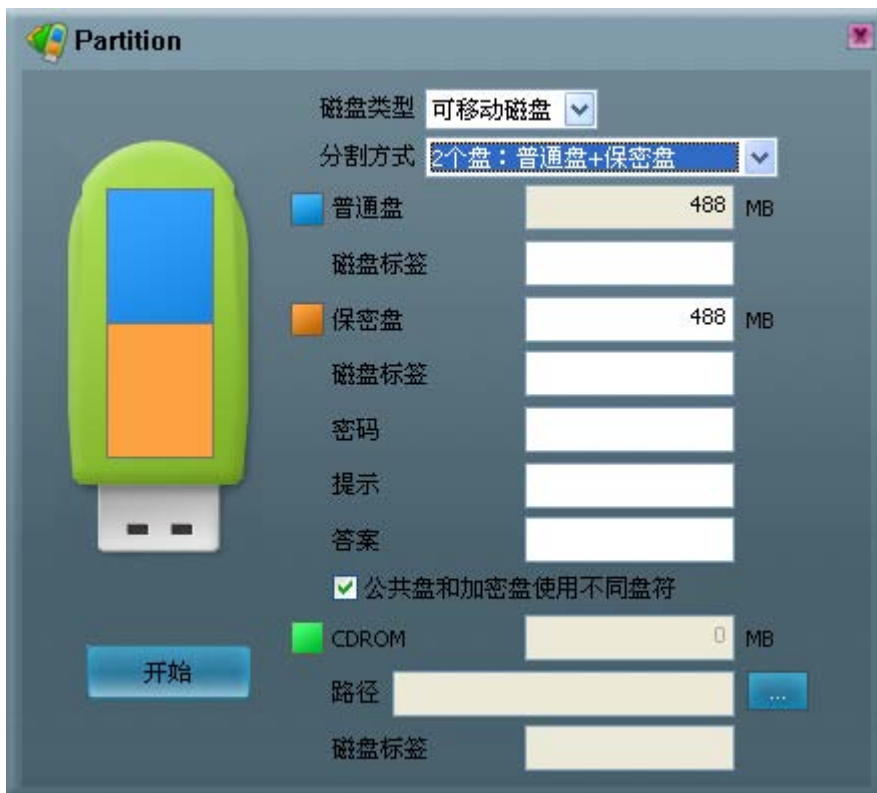 Partition
磁盘类型 可移动磁盘
分割方式 2个盘：普通盘+保密盘
普通盘 488 MB
磁盘标签
保密盘 488 MB
磁盘标签
密码
提示
答案
公共盘和加密盘使用不同盘符
CDROM 0 MB
开始
路径 ...
磁盘标签